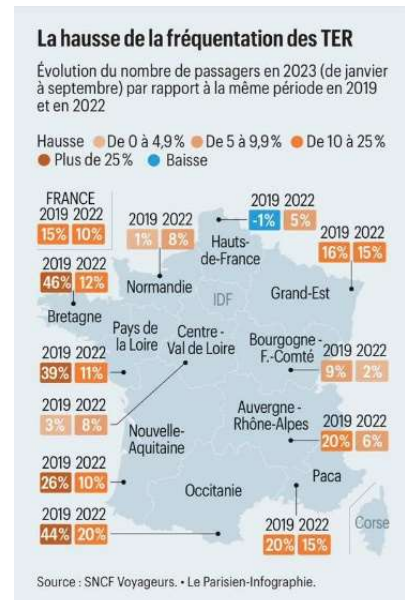 La hausse de la fréquentation des TER
Évolution du nombre de passagers en 2023 (de janvier
à septembre) par rapport à la même période en 2019
et en 2022
Hausse De 0 à 4,9% De 5 à 9,9% De 10 à 25%
Plus de 25% Baisse
FRANCE
2019 2022
15% 10%
2019 2022
1% 8%
Normandie
2019 2022
-1% 5%
Hauts-
de-France
2019 2022
16% 15%
Grand-Est
IDF
2019 2022
46% 12%
Bretagne
Pays de
la Loire
2019 2022
39% 11%
Centre -
Val de Loire
2019 2022
3% 8%
Bourgogne -
F.-Comté
2019 2022
9% 2%
Auvergne -
Rhône-Alpes
2019 2022
20% 6%
Nouvelle-
Aquitaine
2019 2022
26% 10%
Occitanie
2019 2022
44% 20%
Paca
2019 2022
20% 15%
Corse
Source : SNCF Voyageurs. • Le Parisien-Infographie.